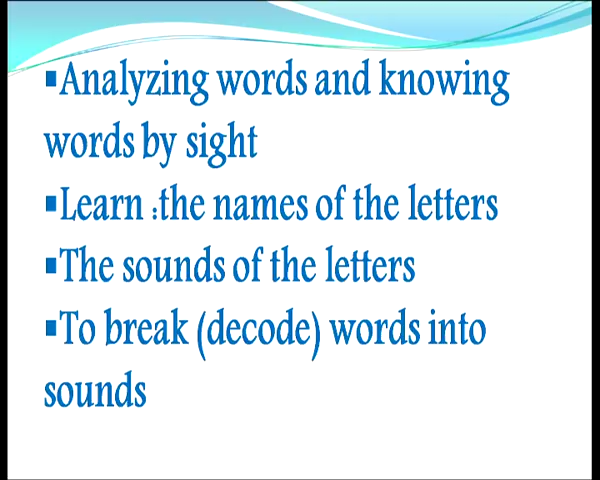 ▪Analyzing words and knowing
words by sight
▪Learn :the names of the letters
▪The sounds of the letters
▪To break (decode) words into
sounds